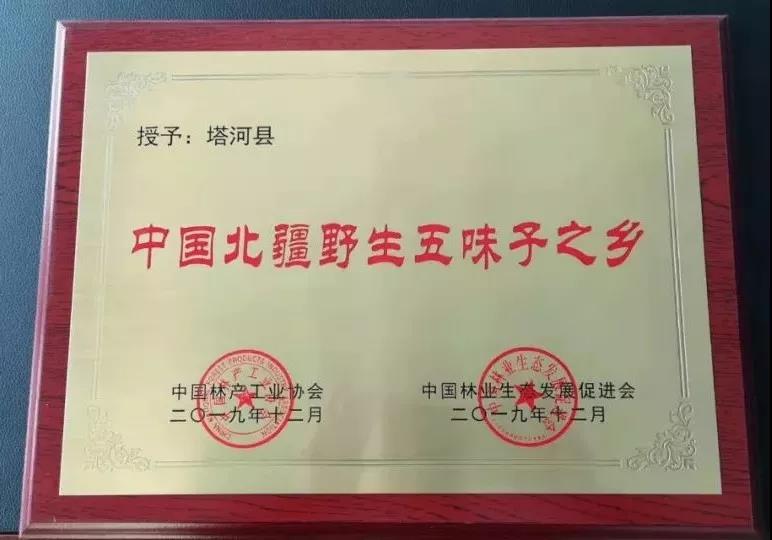 授予：塔河县
中国北疆野生五味子之乡
中国林产工业协会
二〇一九年十二月
中国林业生态发展促进会
二〇一九年十二月